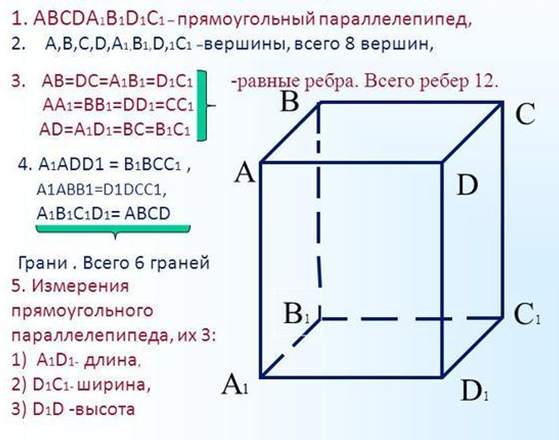 1. ABCDA1B1D1C1 – прямоугольный параллелепипед,
2. A,B,C,D,A1,B1,D,1C1 –вершины, всего 8 вершин,
3. AB=DC=A1B1=D1C1
AA1=BB1=DD1=CC1
AD=A1D1=BC=B1C1
-равные ребра. Всего ребер 12.
4. A1ADD1 = B1BCC1 ,
A1ABB1=D1DCC1,
A1B1C1D1= ABCD
Грани . Всего 6 граней
5. Измерения
прямоугольного
параллелепипеда, их 3:
1) A1D1- длина,
2) D1C1- ширина,
3) D1D -высота
B
C
A
D
B1
C1
A1
D1